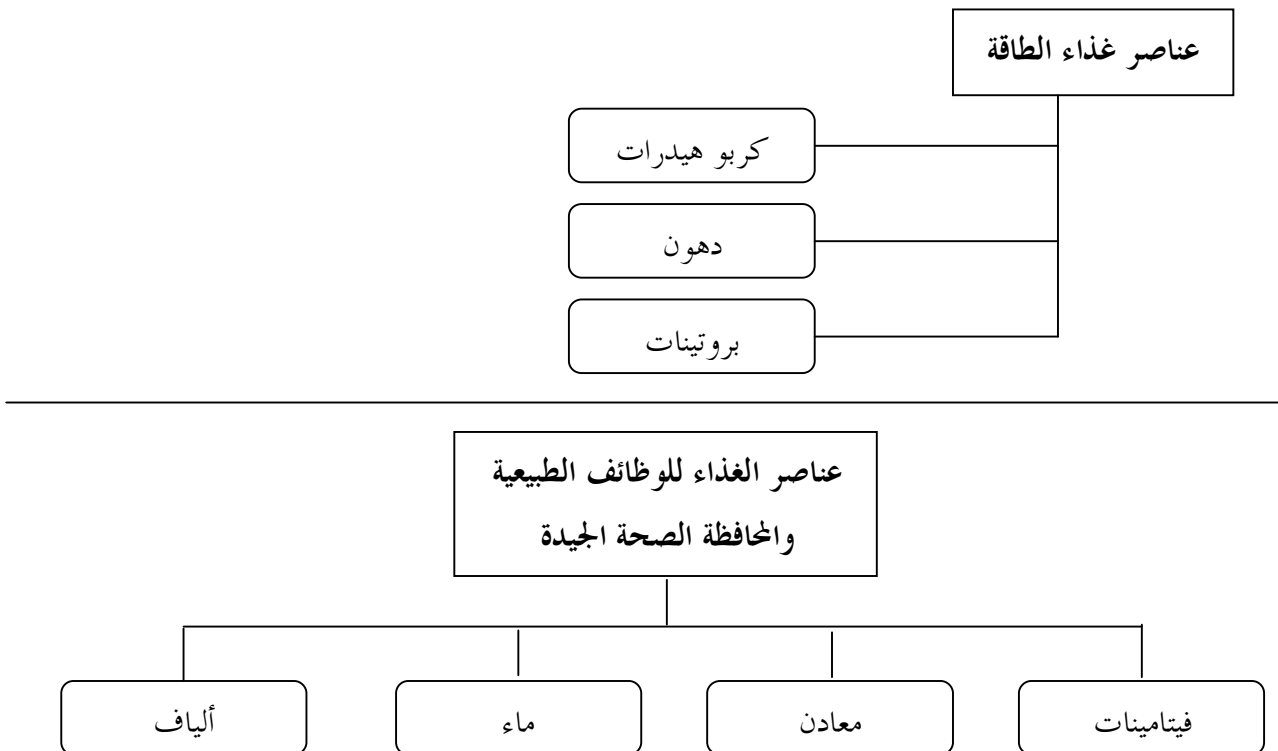 عناصر غذاء الطاقة
كربو هيدرات
دهون
بروتينات
عناصر الغذاء للوظائف الطبيعية
والمحافظة الصحة الجيدة
فيتامينات
معادن
ماء
ألياف